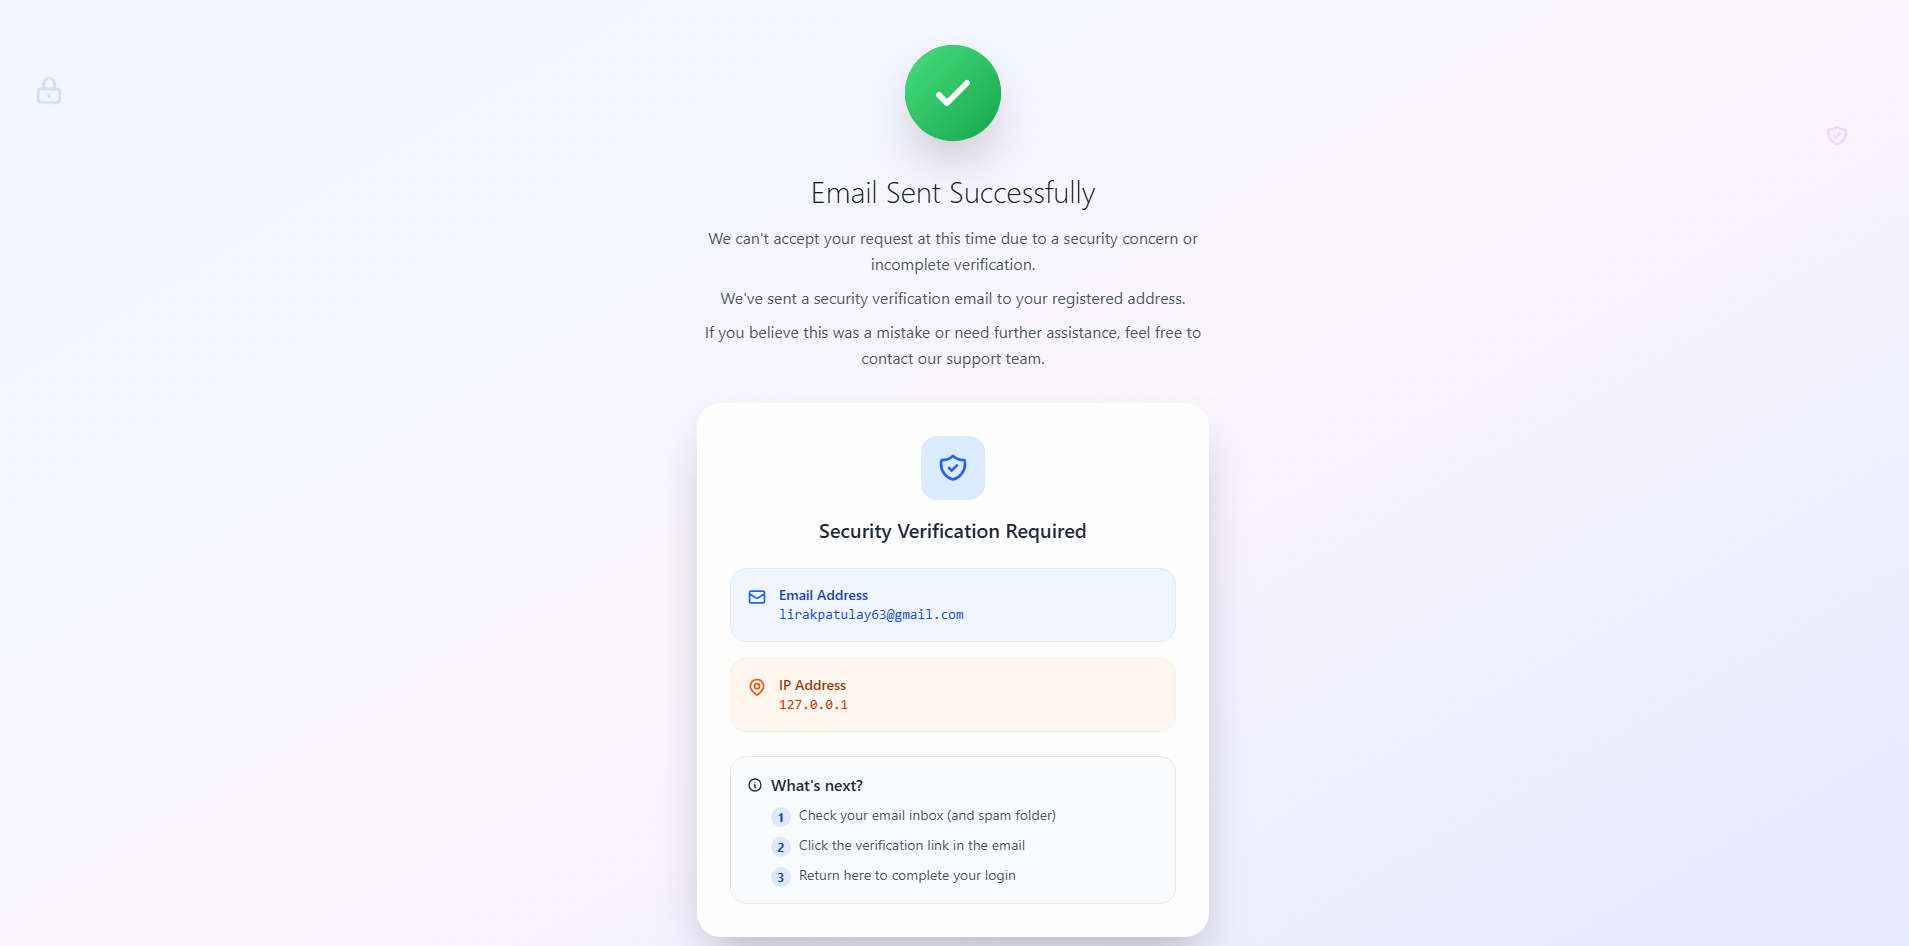 Email Sent Successfully
We can't accept your request at this time due to a security concern or
incomplete verification.
We've sent a security verification email to your registered address.
If you believe this was a mistake or need further assistance, feel free to
contact our support team.
Security Verification Required
Email Address
lirakpatulay63@gmail.com
IP Address
127.0.0.1
What's next?
1 Check your email inbox (and spam folder)
2 Click the verification link in the email
3 Return here to complete your login